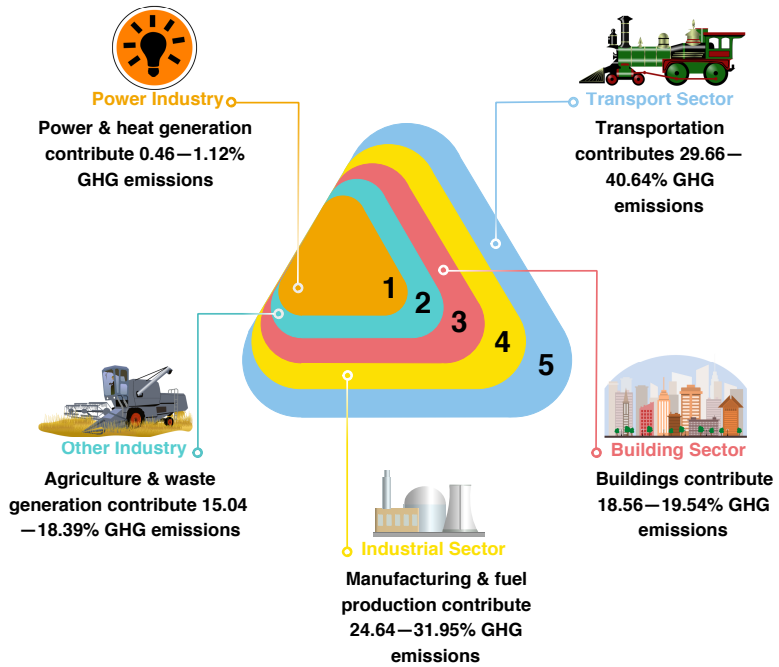 Power Industry
Power & heat generation
contribute 0.46—1.12%
GHG emissions
Transport Sector
Transportation
contributes 29.66—
40.64% GHG
emissions
1
2
3
4
5
Other Industry
Agriculture & waste
generation contribute 15.04
—18.39% GHG emissions
Building Sector
Buildings contribute
18.56—19.54% GHG
emissions
Industrial Sector
Manufacturing & fuel
production contribute
24.64—31.95% GHG
emissions